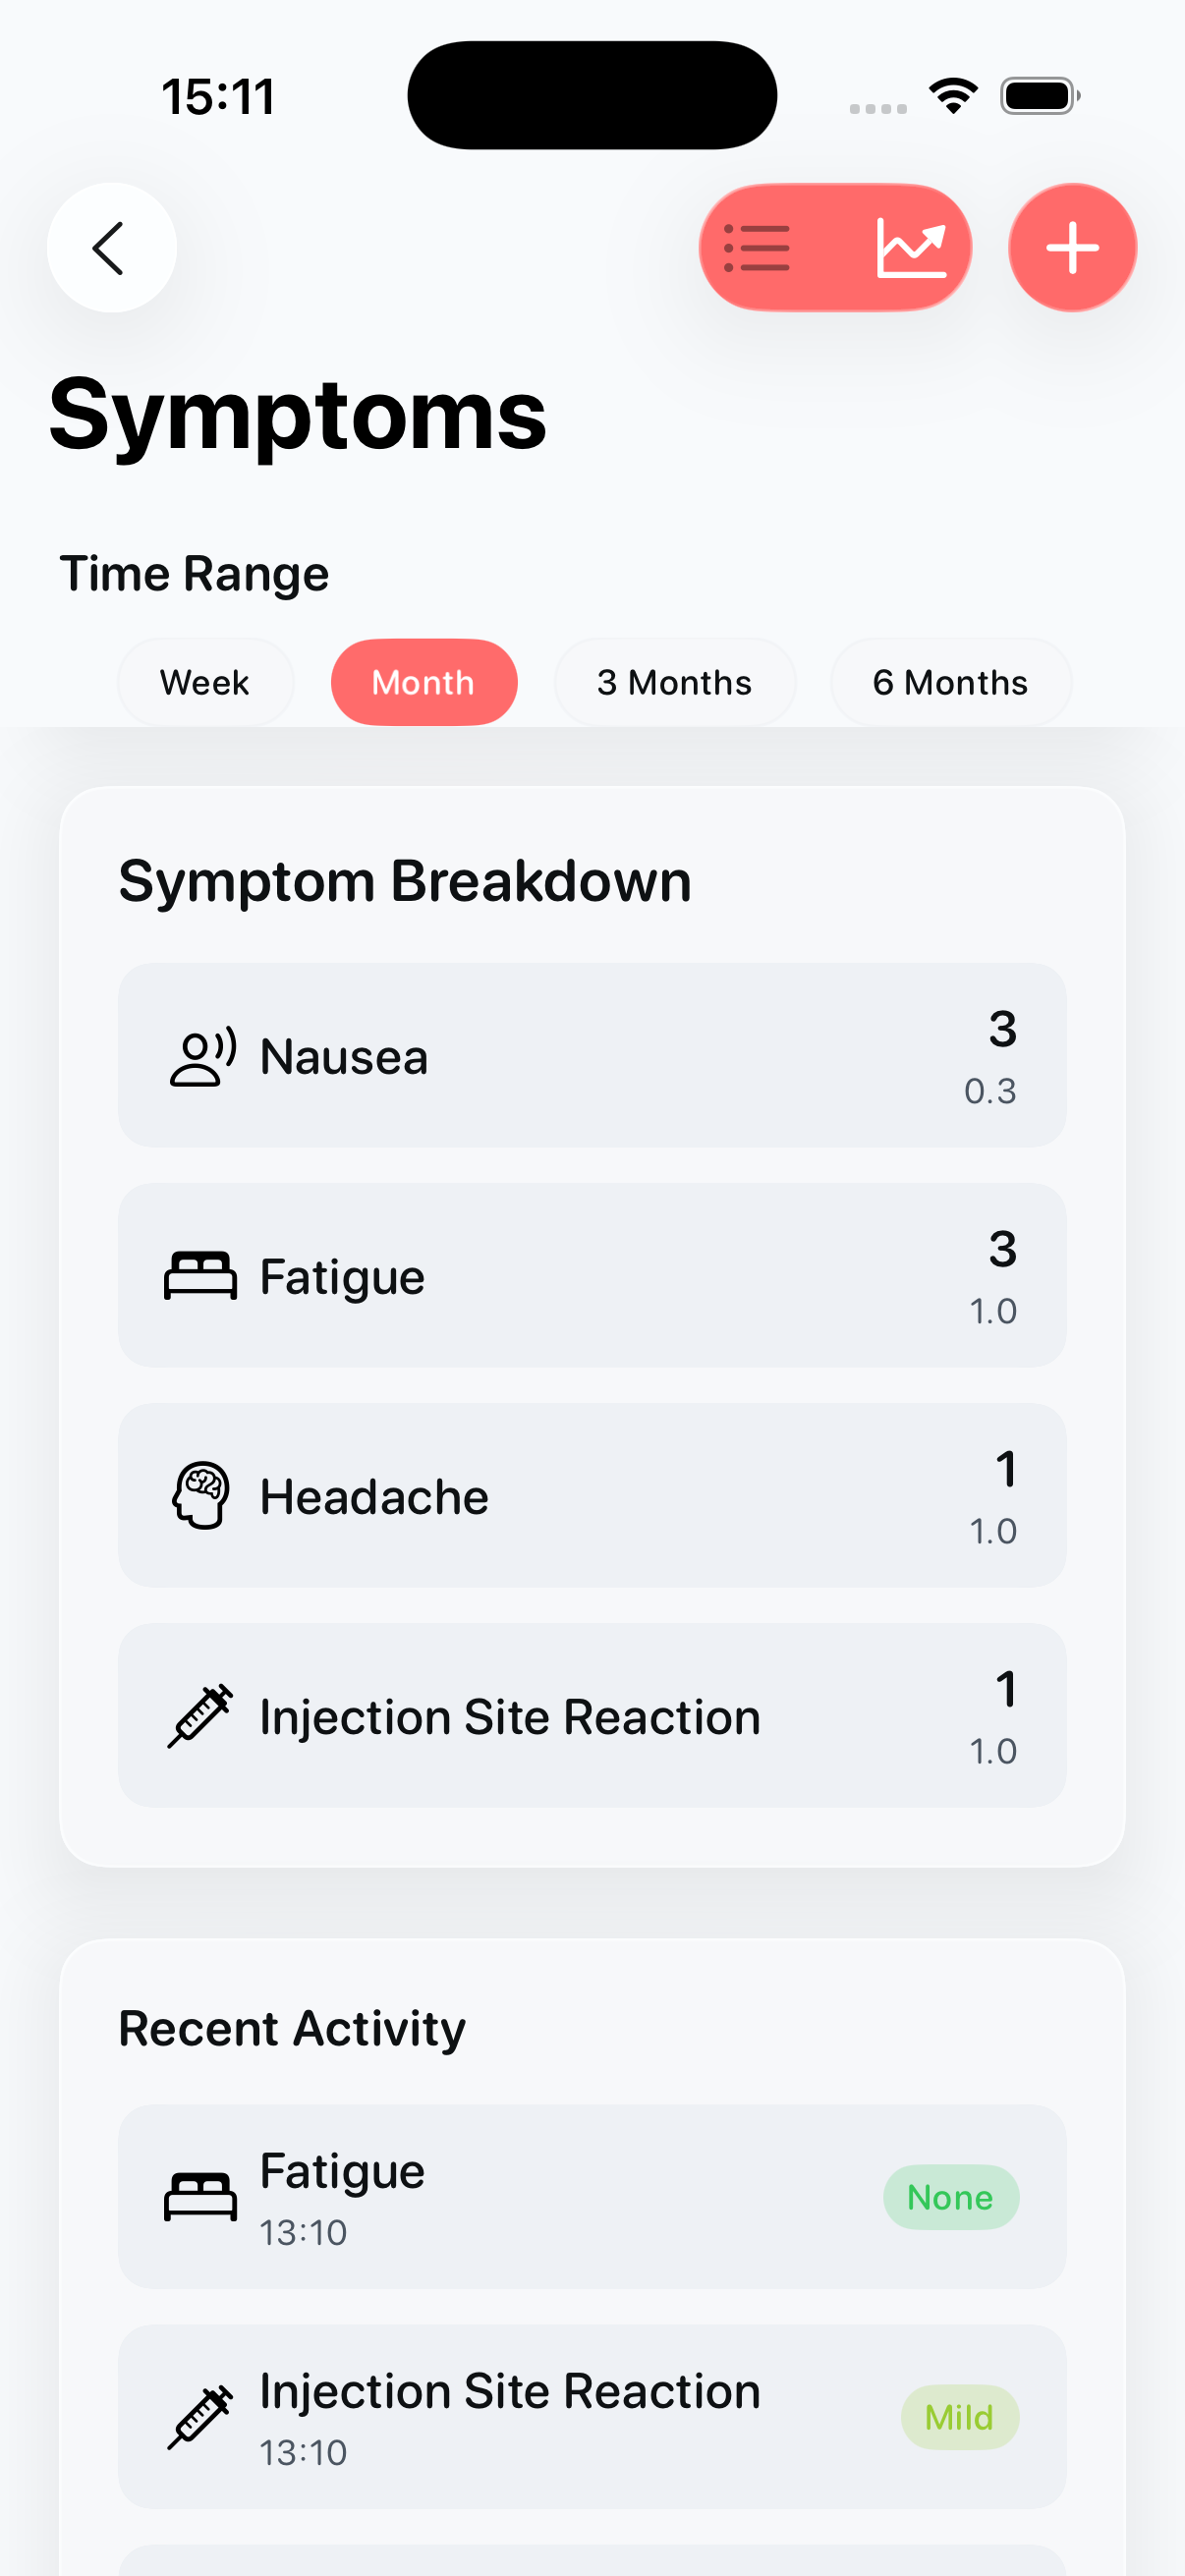 15:11
Symptoms
Time Range
Week
Month
3 Months
6 Months
Symptom Breakdown
Nausea
3
0.3
Fatigue
3
1.0
Headache
1
1.0
Injection Site Reaction
1
1.0
Recent Activity
Fatigue
13:10
None
Injection Site Reaction
13:10
Mild